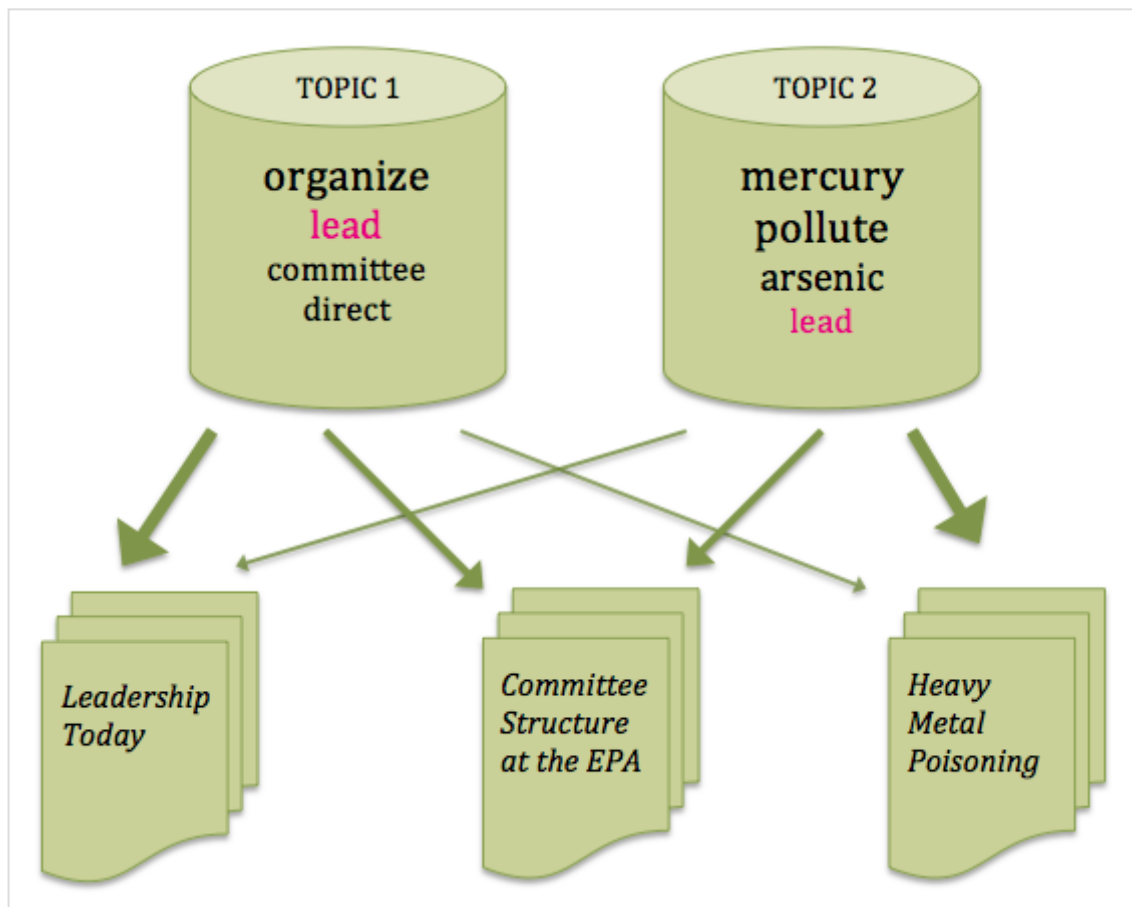 TOPIC 1
organize
lead
committee
direct
TOPIC 2
mercury
pollute
arsenic
lead
Leadership
Today
Committee
Structure
at the EPA
Heavy
Metal
Poisoning